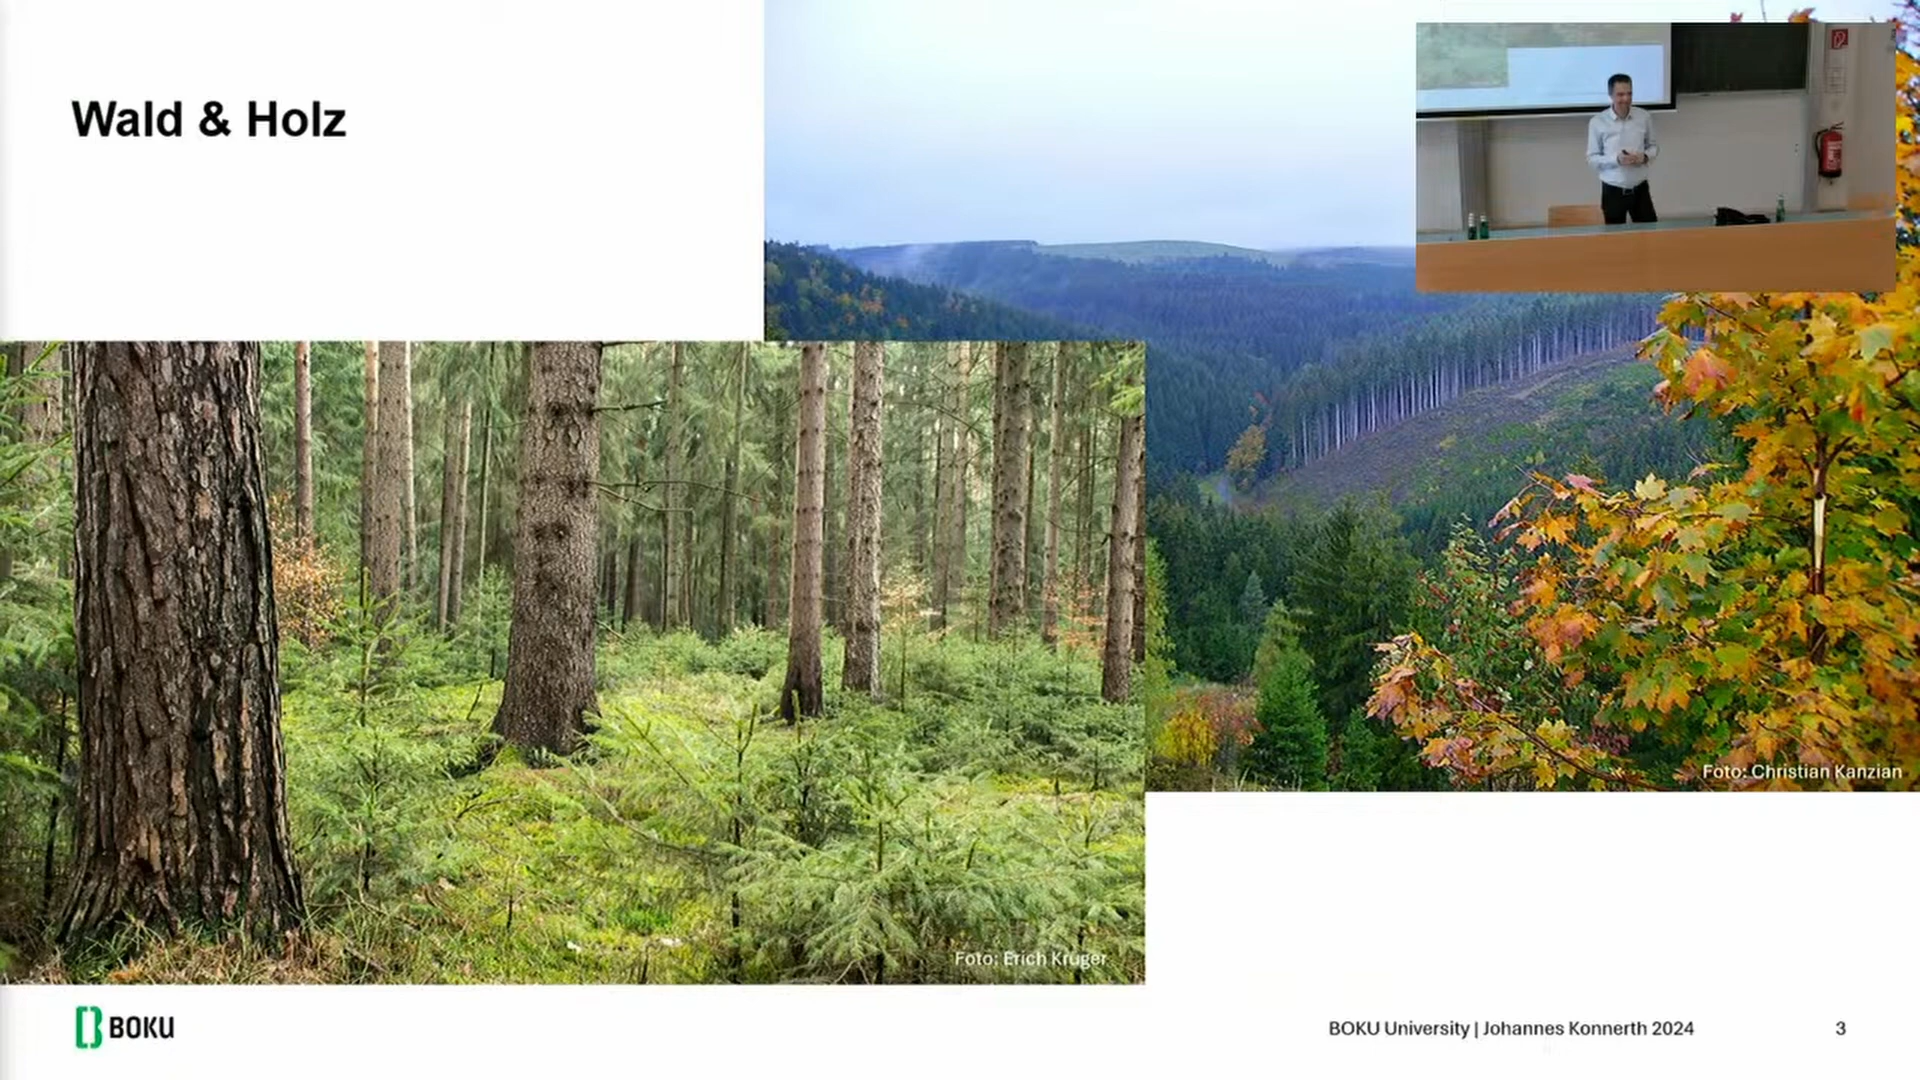 Wald & Holz
Foto: Christian Kanzian
Foto: Erich Krüger
BOKU
BOKU University | Johannes Konnerth 2024
3